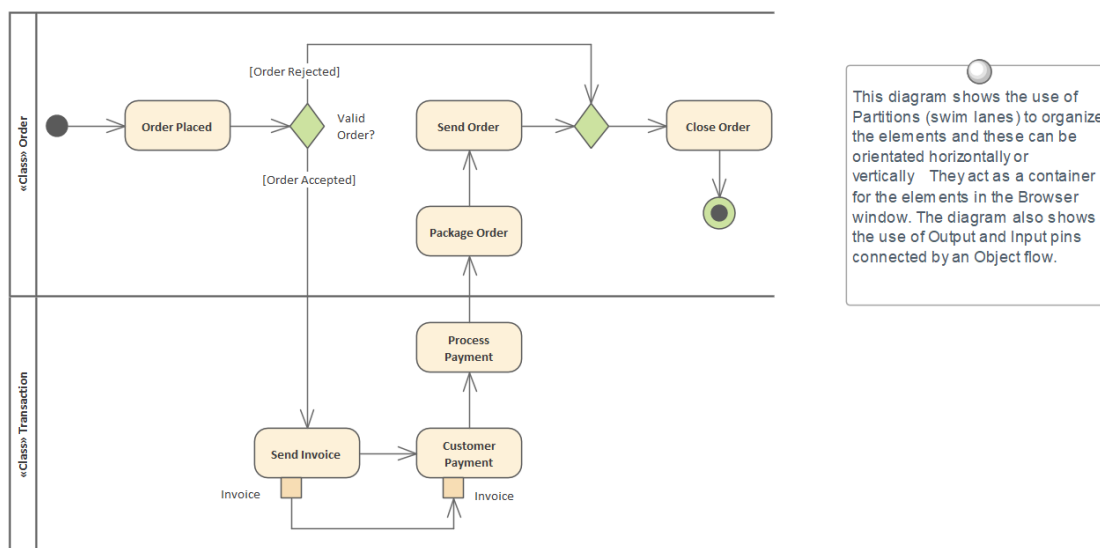 «Class» Order
[Order Rejected]
Order Placed
Valid
Order?
Send Order
Close Order
[Order Accepted]
Package Order
«Class» Transaction
Process
Payment
Send Invoice
Customer
Payment
Invoice
Invoice
This diagram shows the use of
Partitions (swim lanes) to organize
the elements and these can be
orientated horizontally or
vertically They act as a container
for the elements in the Browser
window. The diagram also shows
the use of Output and Input pins
connected by an Object flow.